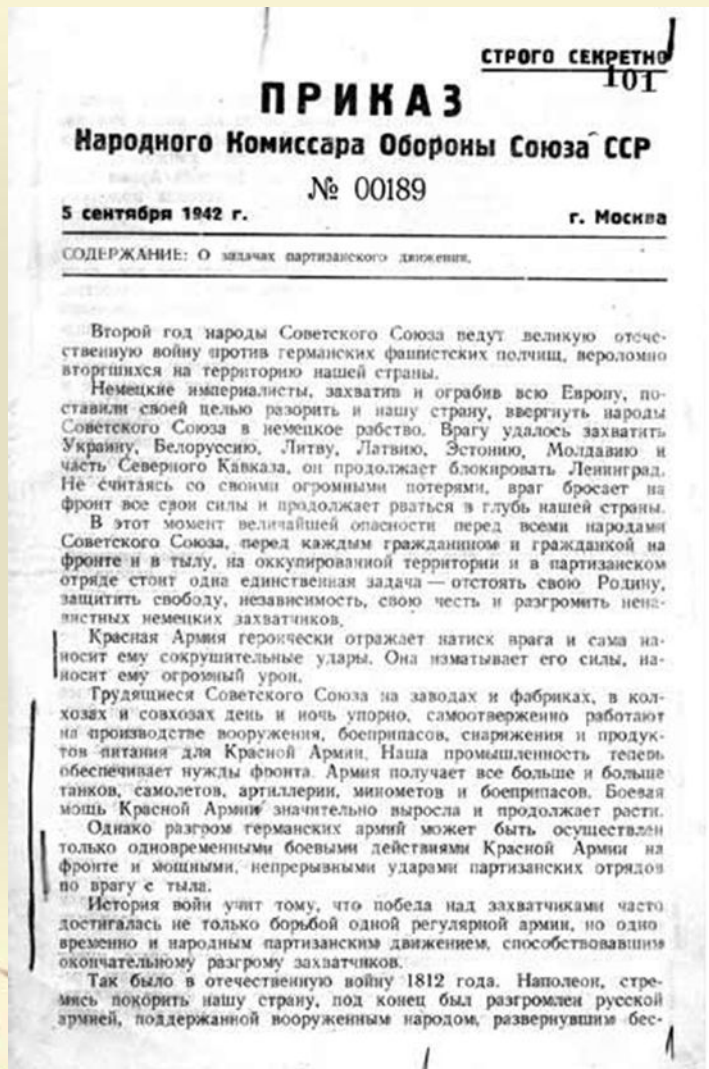 СТРОГО СЕКРЕТНО
101
ПРИКАЗ
Народного Комиссара Обороны Союза ССР
№ 00189
5 сентября 1942 г. г. Москва
СОДЕРЖАНИЕ: О задачах партизанского движения.
Второй год народы Советского Союза ведут великую отече-
ственную войну против германских фашистских полчищ, вероломно
вторгшихся на территорию нашей страны.
Немецкие империалисты, захватив и ограбив всю Европу, по-
ставили своей целью разорить и нашу страну, ввергнуть народы
Советского Союза в немецкое рабство. Врагу удалось захватить
Украину, Белоруссию, Литву, Латвию, Эстонию, Молдавию и
часть Северного Кавказа, он продолжает блокировать Ленинград.
Не считаясь со своими огромными потерями, враг бросает на
фронт все свои силы и продолжает рваться в глубь нашей страны.
В этот момент величайшей опасности перед всеми народами
Советского Союза, перед каждым гражданином и гражданкой на
фронте и в тылу, на оккупированной территории и в партизанском
отряде стоит одна единственная задача — отстоять свою Родину,
защитить свободу, независимость, свою честь и разгромить нена-
вистных немецких захватчиков.
Красная Армия героически отражает натиск врага и сама на-
носит ему сокрушительные удары. Она изматывает его силы, на-
носит ему огромный урон.
Трудящиеся Советского Союза на заводах и фабриках, в кол-
хозах и совхозах день и ночь упорно, самоотверженно работают
на производстве вооружения, боеприпасов, снаряжения и продук-
тов питания для Красной Армии. Наша промышленность теперь
обеспечивает нужды фронта. Армия получает все больше и больше
танков, самолетов, артиллерии, минометов и боеприпасов. Боевая
мощь Красной Армии значительно выросла и продолжает расти.
Однако разгром германских армий может быть осуществлен
только одновременными боевыми действиями Красной Армии на
фронте и мощными, непрерывными ударами партизанских отрядов
по врагу с тыла.
История войн учит тому, что победа над захватчиками часто
достигалась не только борьбой одной регулярной армии, но одно
временно и народным партизанским движением, способствовавшим
окончательному разгрому захватчиков.
Так было в отечественную войну 1812 года. Наполеон, стре-
мясь покорить нашу страну, под конец был разгромлен русской
армией, поддержанной вооруженным народом, развернувшим бес-